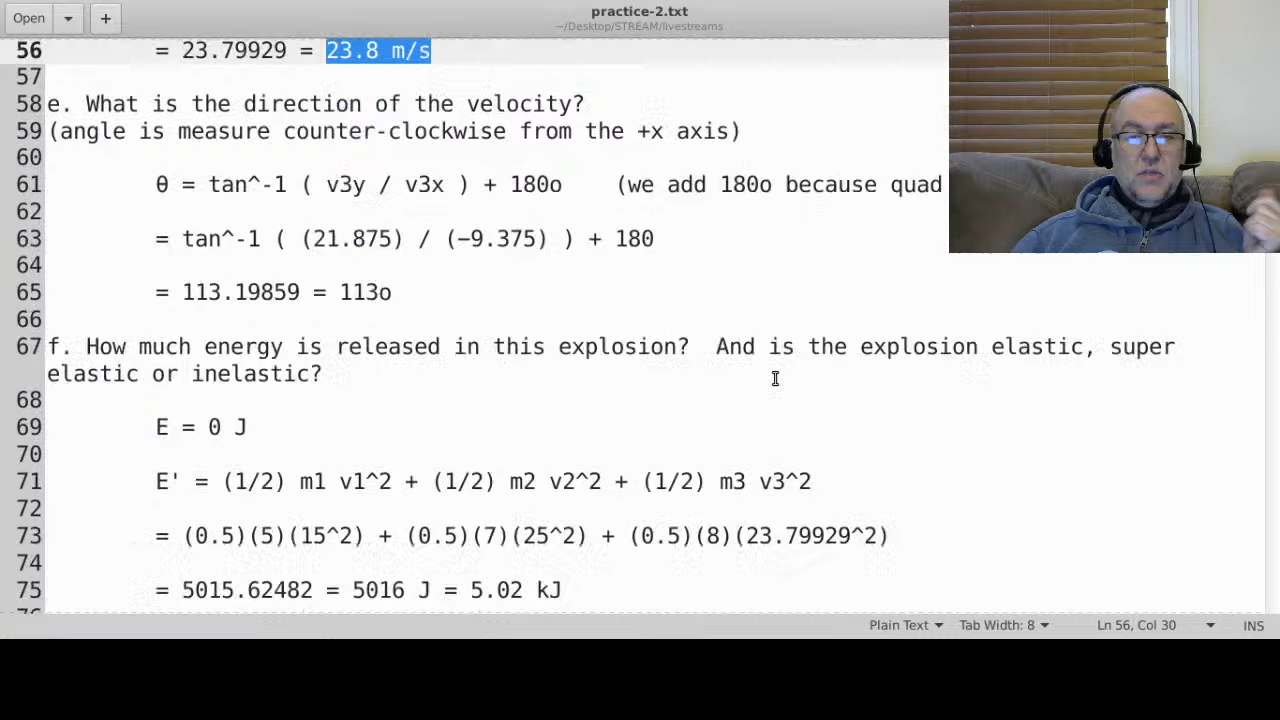 Open
practice-2.txt
~/Desktop/STREAM/livestreams
56 = 23.79929 = 23.8 m/s
57
58 e. What is the direction of the velocity?
59 (angle is measure counter-clockwise from the +x axis)
60
61 θ = tan^-1 ( v3y / v3x ) + 180o (we add 180o because quad
62
63 = tan^-1 ( (21.875) / (−9.375) ) + 180
64
65 = 113.19859 = 113o
66
67 f. How much energy is released in this explosion? And is the explosion elastic, super
elastic or inelastic?
68
69 E = 0 J
70
71 E' = (1/2) m1 v1^2 + (1/2) m2 v2^2 + (1/2) m3 v3^2
72
73 = (0.5)(5)(15^2) + (0.5)(7)(25^2) + (0.5)(8)(23.79929^2)
74
75 = 5015.62482 = 5016 J = 5.02 kJ
Plain Text Tab Width: 8 Ln 56, Col 30 INS